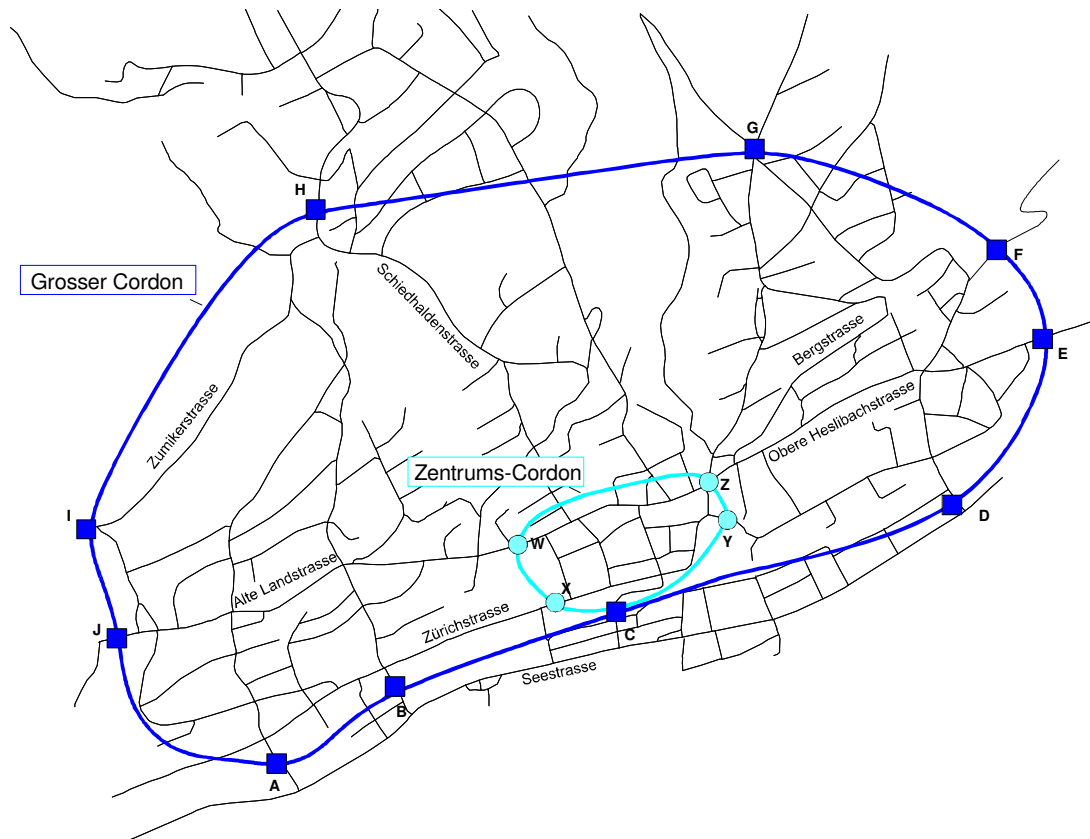 G
H
F
Grosser Cordon
Schiedhaldenstrasse
Bergstrasse
E
Zumikerstrasse
Obere Heslibachstrasse
Zentrums-Cordon
Z
I
D
Y
W
Alte Landstrasse
X
J
Zürichstrasse
C
Seestrasse
B
A